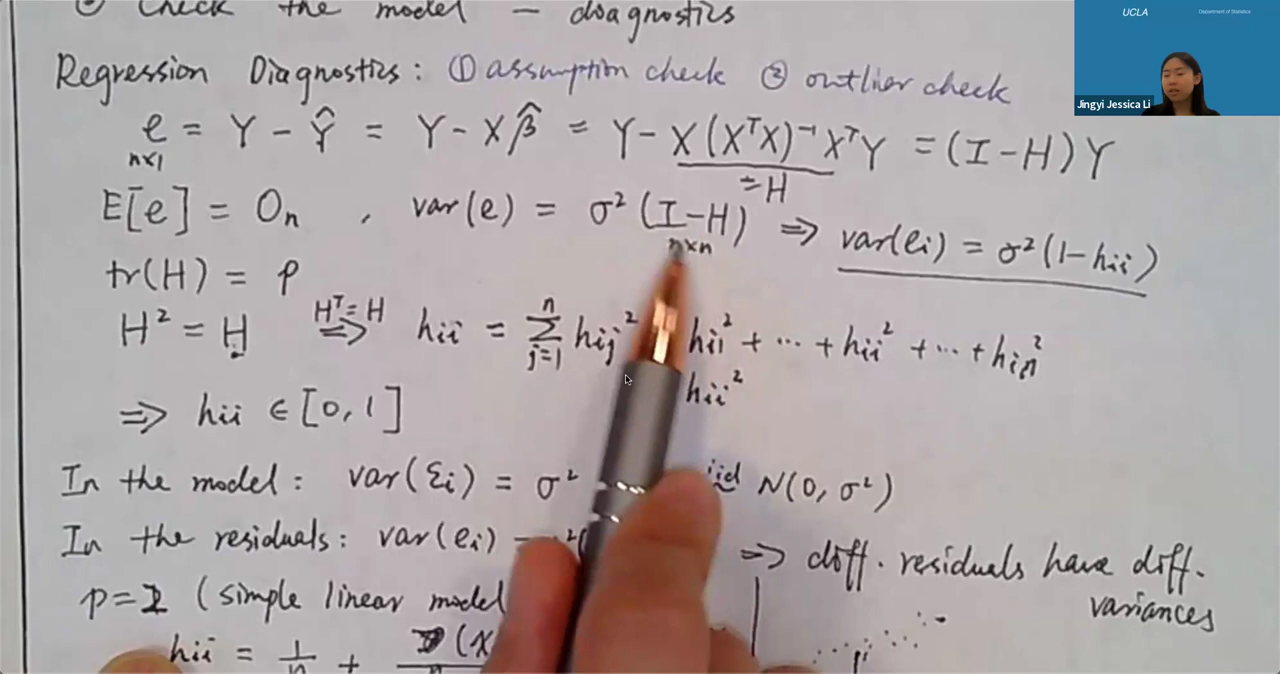 ② Check the model — diagnostics
UCLA
Department of Statistics
Jingyi Jessica Li
Regression Diagnostics: ① assumption check ② outlier check
e = Y - Ŷ = Y - Xβ̂ = Y - X(XᵀX)⁻¹XᵀY = (I-H)Y
n×1
=H
E[e] = 0ₙ , var(e) = σ² (I-H) ⇒ var(eᵢ) = σ²(1-hᵢᵢ)
n×n
tr(H) = p
H² = H Hᵀ=H ⇒ hᵢᵢ = Σⱼ₌₁ⁿ hᵢⱼ² hᵢ₁² + ... + hᵢᵢ² + ... + hᵢₙ²
hᵢᵢ²
⇒ hᵢᵢ ∈ [0, 1]
In the model: var(εᵢ) = σ² iid N(0, σ²)
In the residuals: var(eᵢ) ⇒ diff. residuals have diff.
variances
p=2 (simple linear model
hᵢᵢ = 1/n + (X